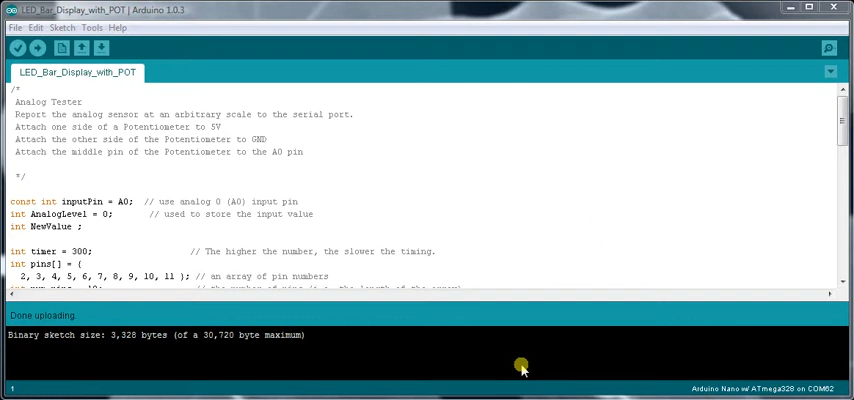 LED_Bar_Display_with_POT | Arduino 1.0.3
File Edit Sketch Tools Help
LED_Bar_Display_with_POT
/*
Analog Tester
Report the analog sensor at an arbitrary scale to the serial port.
Attach one side of a Potentiometer to 5V
Attach the other side of the Potentiometer to GND
Attach the middle pin of the Potentiometer to the A0 pin
*/
const int inputPin = A0;  // use analog 0 (A0) input pin
int AnalogLevel = 0;      // used to store the input value
int NewValue ;
int timer = 300;                // The higher the number, the slower the timing.
int pins[] = {
2, 3, 4, 5, 6, 7, 8, 9, 10, 11 }; // an array of pin numbers
Done uploading.
Binary sketch size: 3,328 bytes (of a 30,720 byte maximum)
1
Arduino Nano w/ ATmega328 on COM62